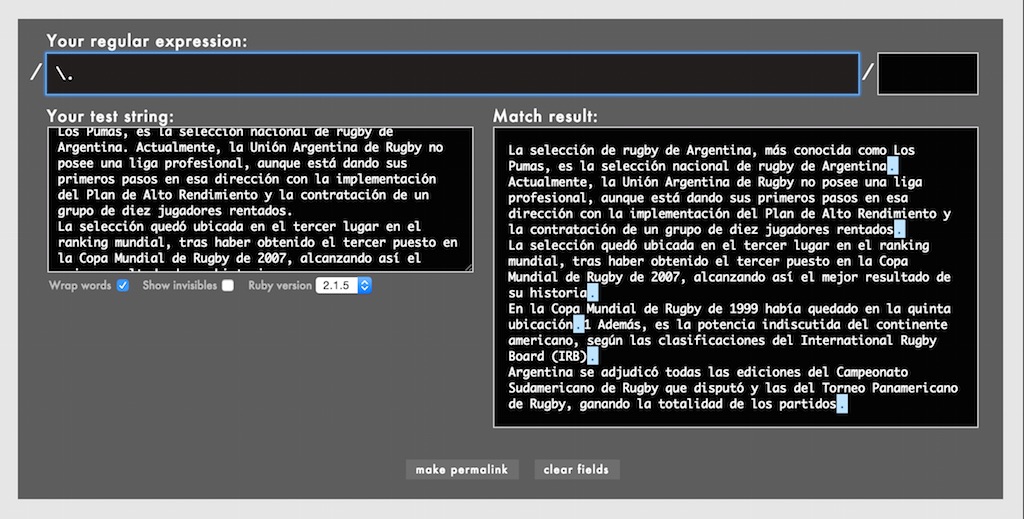 Your regular expression:
/ \. /
Your test string:
Los Pumas, es la selección nacional de rugby de
Argentina. Actualmente, la Unión Argentina de Rugby no
posee una liga profesional, aunque está dando sus
primeros pasos en esa dirección con la implementación
del Plan de Alto Rendimiento y la contratación de un
grupo de diez jugadores rentados.
La selección quedó ubicada en el tercer lugar en el
ranking mundial, tras haber obtenido el tercer puesto en
la Copa Mundial de Rugby de 2007, alcanzando así el
Wrap words Show invisibles Ruby version 2.1.5
Match result:
La selección de rugby de Argentina, más conocida como Los
Pumas, es la selección nacional de rugby de Argentina.
Actualmente, la Unión Argentina de Rugby no posee una liga
profesional, aunque está dando sus primeros pasos en esa
dirección con la implementación del Plan de Alto Rendimiento y
la contratación de un grupo de diez jugadores rentados.
La selección quedó ubicada en el tercer lugar en el ranking
mundial, tras haber obtenido el tercer puesto en la Copa
Mundial de Rugby de 2007, alcanzando así el mejor resultado de
su historia.
En la Copa Mundial de Rugby de 1999 había quedado en la quinta
ubicación.1 Además, es la potencia indiscutida del continente
americano, según las clasificaciones del International Rugby
Board (IRB).
Argentina se adjudicó todas las ediciones del Campeonato
Sudamericano de Rugby que disputó y las del Torneo Panamericano
de Rugby, ganando la totalidad de los partidos.
make permalink clear fields